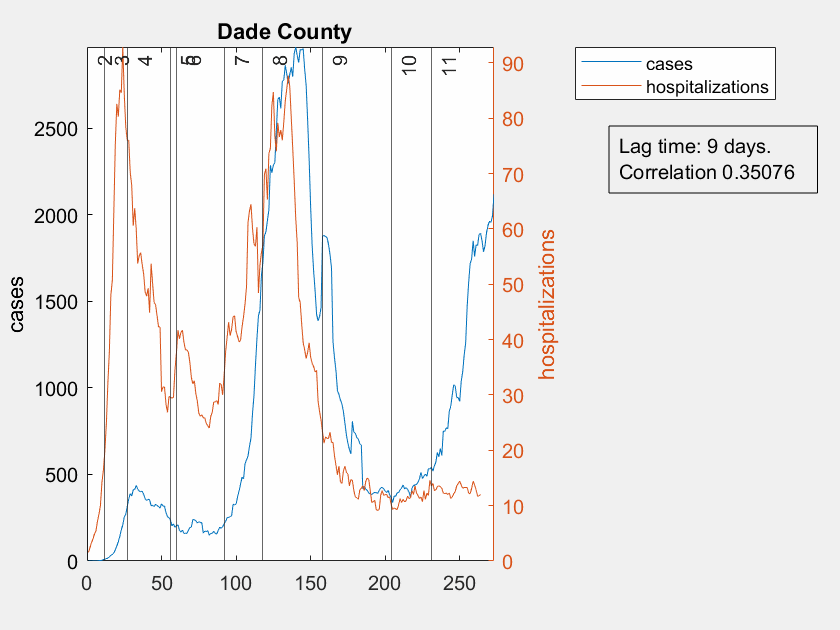 Dade County
2 3 4 5 6 7 8 9 10 11
cases
hospitalizations
Lag time: 9 days.
Correlation 0.35076
cases
2500
2000
1500
1000
500
0
90
80
70
60
50
40
30
20
10
0
hospitalizations
0 50 100 150 200 250